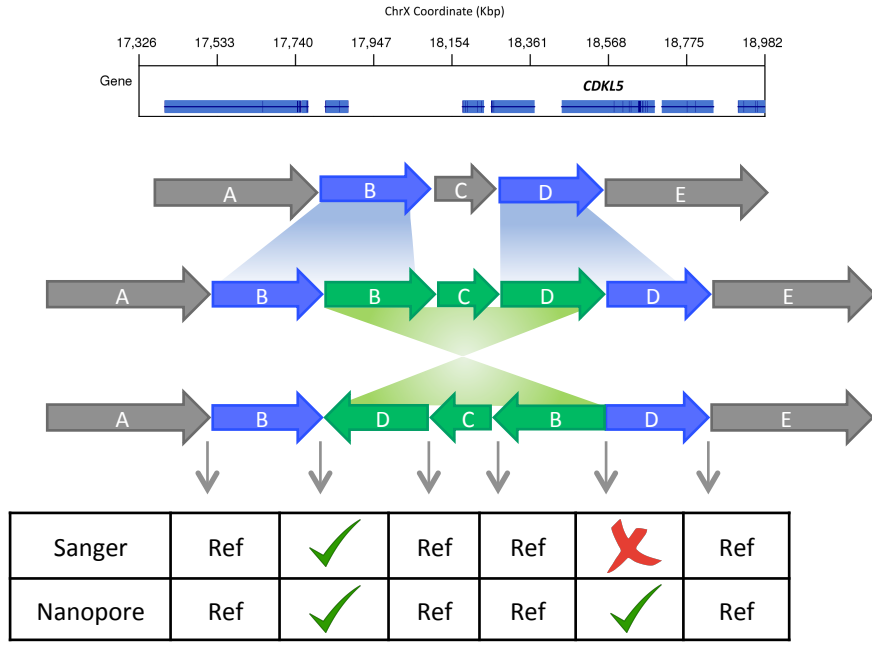 ChrX Coordinate (Kbp)
17,326 17,533 17,740 17,947 18,154 18,361 18,568 18,775 18,982
Gene
CDKL5
A B C D E
A B B C D D E
A B D C B D E
Sanger Ref Ref Ref Ref
Nanopore Ref Ref Ref Ref